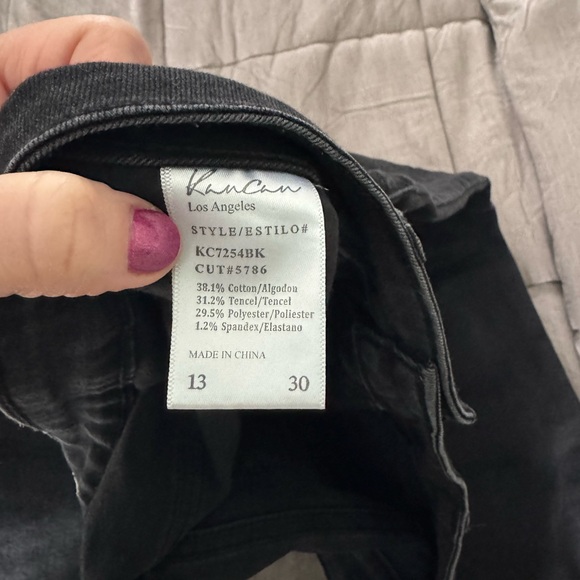 KanCan
Los Angeles
STYLE/ESTILO#
KC7254BK
CUT#5786
38.1% Cotton/Algodon
31.2% Tencel/Tencel
29.5% Polyester/Poliester
1.2% Spandex/Elastano
MADE IN CHINA
13 30